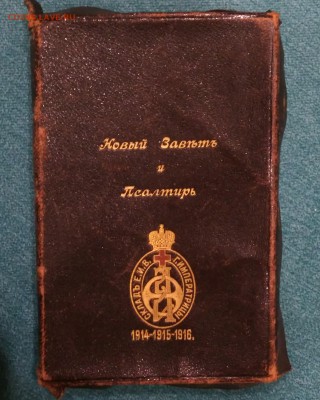 Новый Завѣтъ
и
Псалтирь
СКЛАДЪ Е.И.В. Г.ИМПЕРАТРИЦЫ
1914-1915-1916.